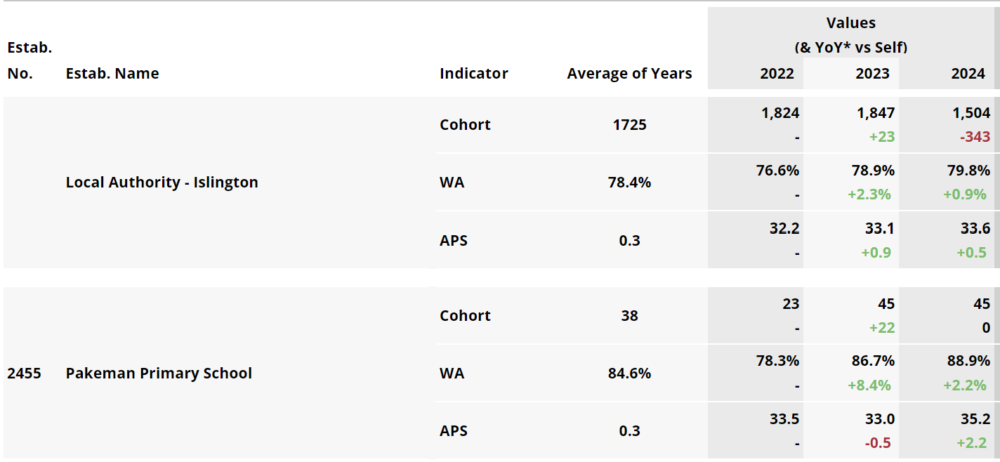 Values
(& YoY* vs Self)
Estab. No. Estab. Name Indicator Average of Years 2022 2023 2024
Local Authority - Islington
Cohort 1725 1,824 1,847 1,504
- +23 -343
WA 78.4% 76.6% 78.9% 79.8%
- +2.3% +0.9%
APS 0.3 32.2 33.1 33.6
- +0.9 +0.5
2455 Pakeman Primary School
Cohort 38 23 45 45
- +22 0
WA 84.6% 78.3% 86.7% 88.9%
- +8.4% +2.2%
APS 0.3 33.5 33.0 35.2
- -0.5 +2.2